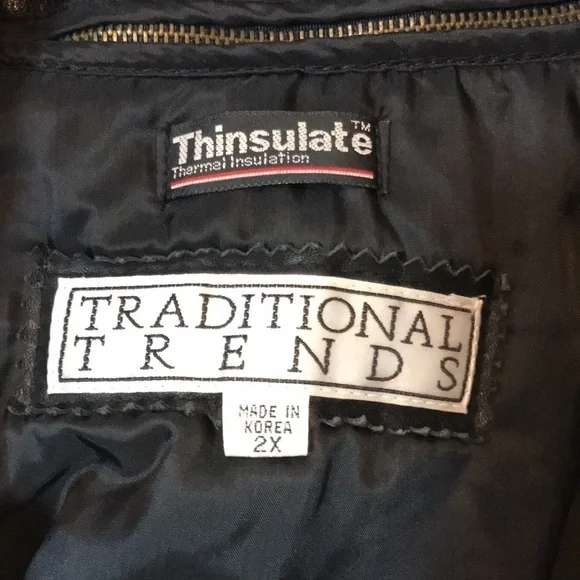 Thinsulate™
Thermal Insulation
TRADITIONAL
TRENDS
MADE IN
KOREA
2X